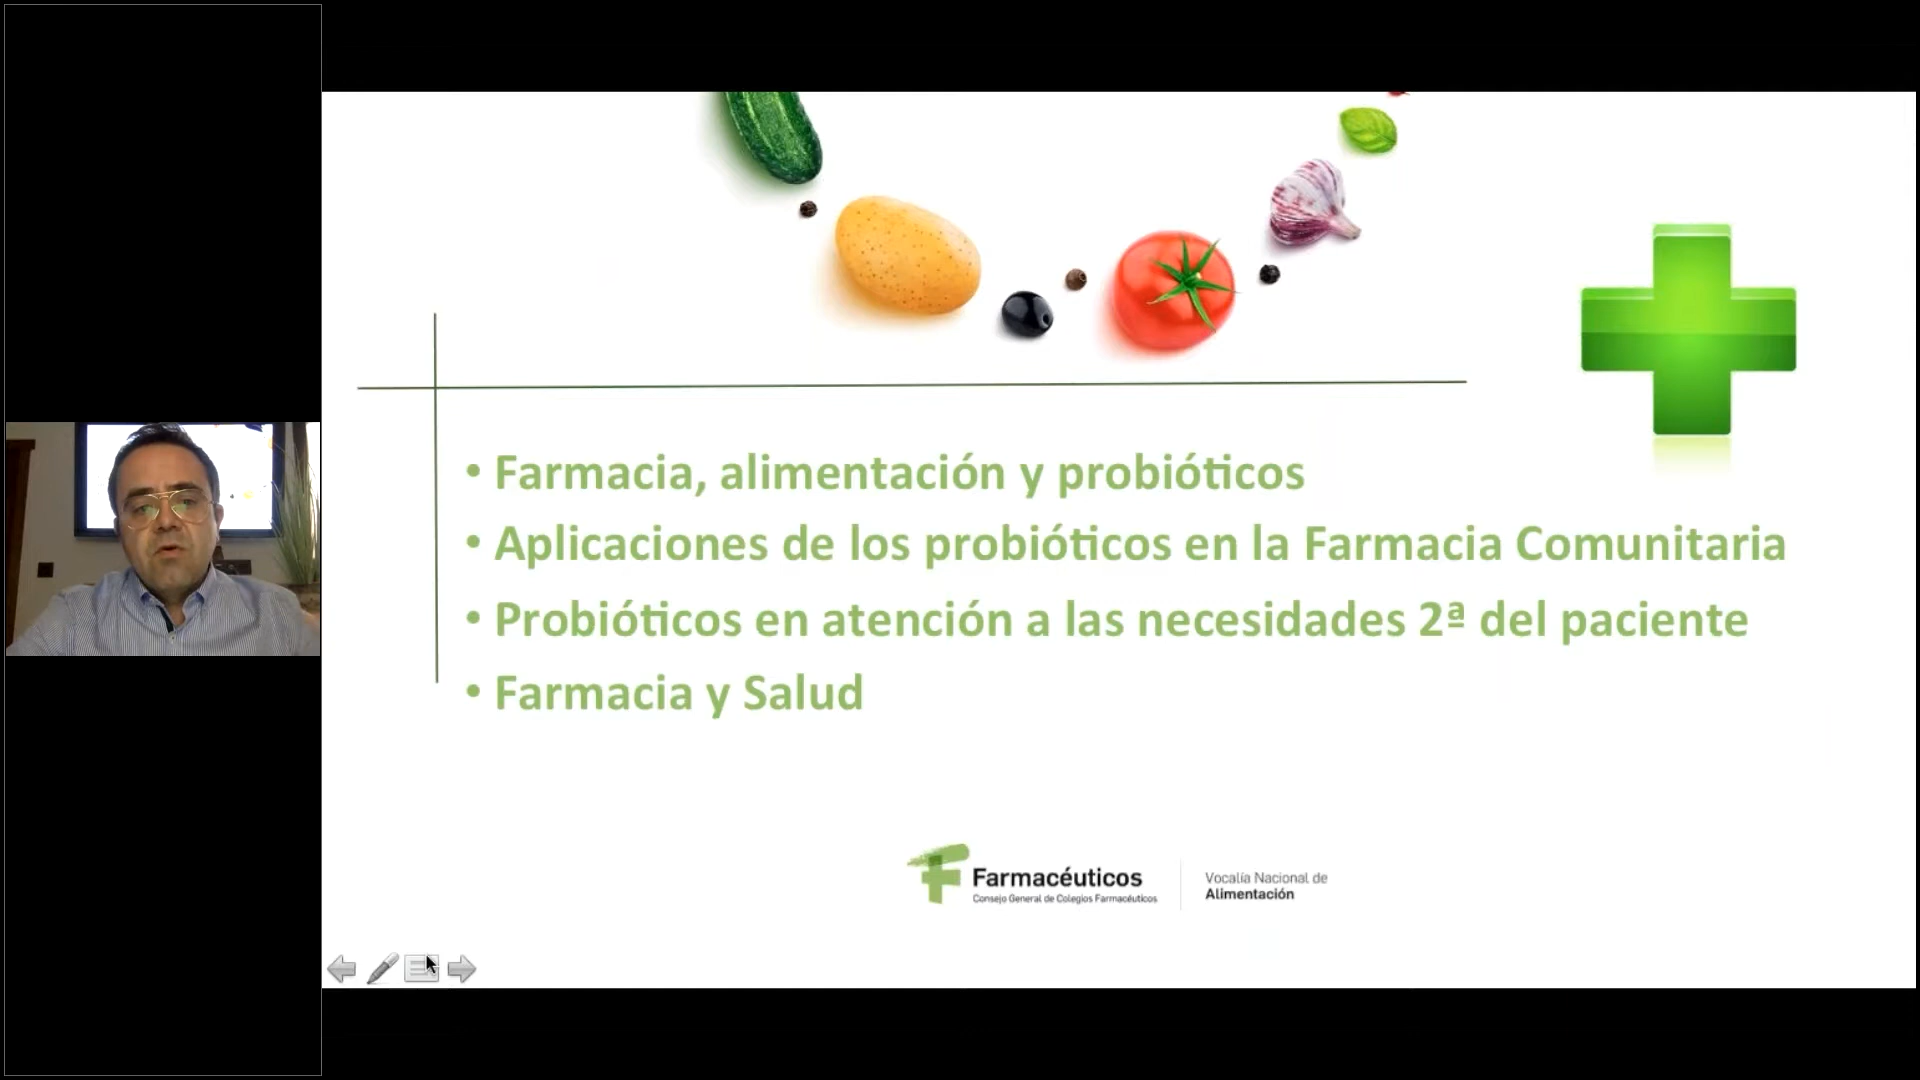 • Farmacia, alimentación y probióticos
• Aplicaciones de los probióticos en la Farmacia Comunitaria
• Probióticos en atención a las necesidades 2ª del paciente
• Farmacia y Salud
Farmacéuticos
Consejo General de Colegios Farmacéuticos
Vocalía Nacional de
Alimentación